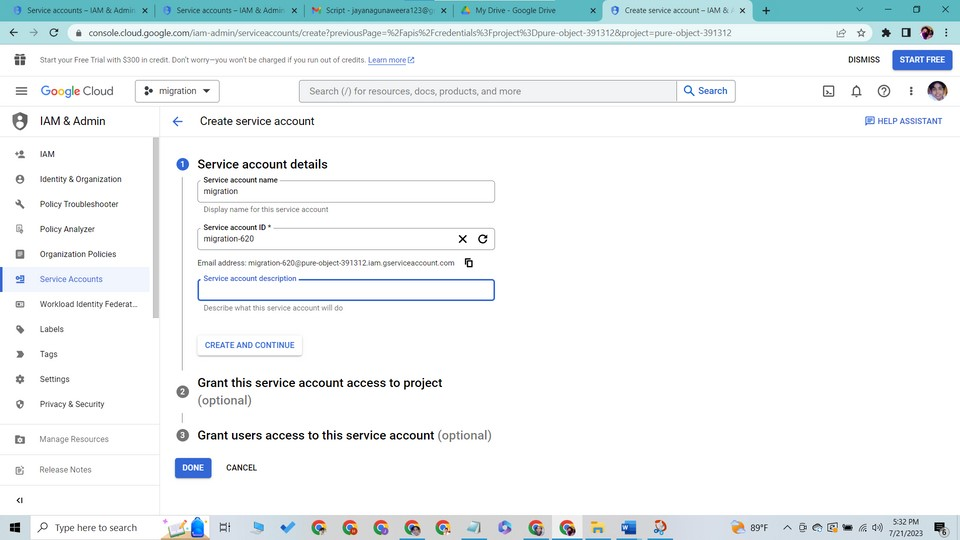 Service accounts – IAM & Admin
Service accounts – IAM & Admin
Script - jayanagunaweera123@g
My Drive - Google Drive
Create service account – IAM & A
console.cloud.google.com/iam-admin/serviceaccounts/create?previousPage=%2Fapis%2Fcredentials%3Fproject%3Dpure-object-391312&project=pure-object-391312
Start your Free Trial with $300 in credit. Don't worry—you won't be charged if you run out of credits. Learn more
DISMISS
START FREE
Google Cloud
migration
Search (/) for resources, docs, products, and more
Search
IAM & Admin
Create service account
HELP ASSISTANT
IAM
Identity & Organization
Policy Troubleshooter
Policy Analyzer
Organization Policies
Service Accounts
Workload Identity Federat...
Labels
Tags
Settings
Privacy & Security
Manage Resources
Release Notes
1 Service account details
Service account name
migration
Display name for this service account
Service account ID *
migration-620
Email address: migration-620@pure-object-391312.iam.gserviceaccount.com
Service account description
Describe what this service account will do
CREATE AND CONTINUE
2 Grant this service account access to project
(optional)
3 Grant users access to this service account (optional)
DONE
CANCEL
Type here to search
89°F
5:32 PM
7/21/2023
6